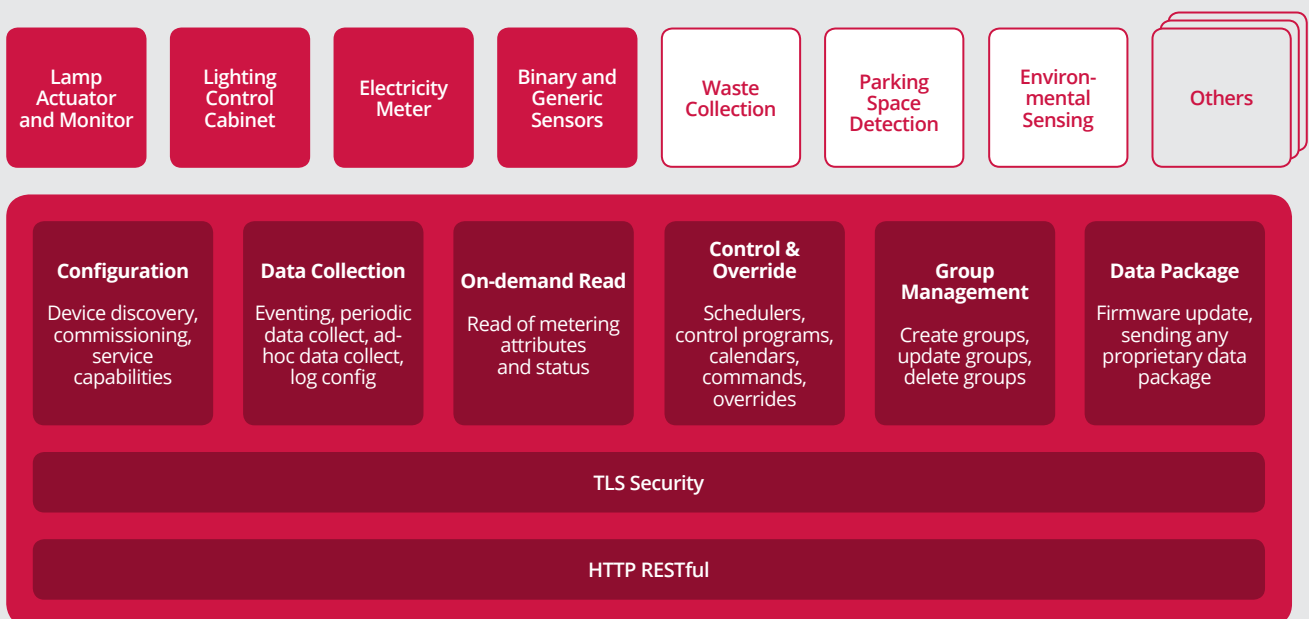 Lamp
Actuator
and Monitor
Lighting
Control
Cabinet
Electricity
Meter
Binary and
Generic
Sensors
Waste
Collection
Parking
Space
Detection
Environ-
mental
Sensing
Others
Configuration
Device discovery,
commissioning,
service
capabilities
Data Collection
Eventing, periodic
data collect, ad-
hoc data collect,
log config
On-demand Read
Read of metering
attributes
and status
Control &
Override
Schedulers,
control programs,
calendars,
commands,
overrides
Group
Management
Create groups,
update groups,
delete groups
Data Package
Firmware update,
sending any
proprietary data
package
TLS Security
HTTP RESTful